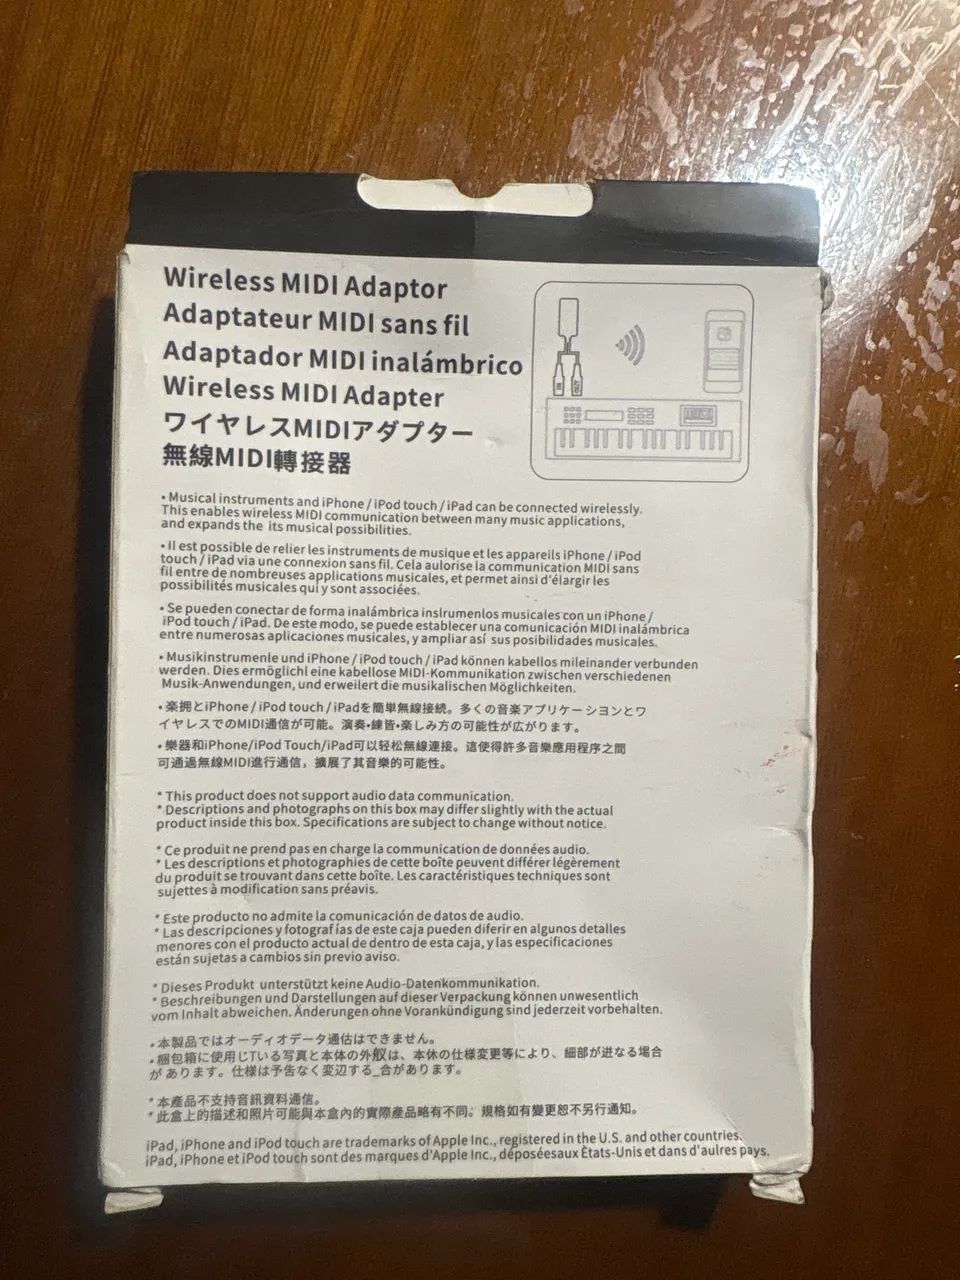 Wireless MIDI Adaptor
Adaptateur MIDI sans fil
Adaptador MIDI inalámbrico
Wireless MIDI Adapter
ワイヤレスMIDIアダプター
無線MIDI轉接器
• Musical instruments and iPhone / iPod touch / iPad can be connected wirelessly.
This enables wireless MIDI communication between many music applications,
and expands the its musical possibilities.
• Il est possible de relier les instruments de musique et les appareils iPhone / iPod
touch / iPad via une connexion sans fil. Cela aulorise la communication MIDI sans
fil entre de nombreuses applications musicales, et permet ainsi d'élargir les
possibilités musicales qui y sont associées.
• Se pueden conectar de forma inalámbrica inslrumenlos musicales con un iPhone /
iPod touch / iPad. De este modo, se puede establecer una comunicación MIDI inalámbrica
entre numerosas aplicaciones musicales, y ampliar así sus posibilidades musicales.
• Musikinstrumenle und iPhone / iPod touch / iPad können kabellos mileinander verbunden
werden. Dies ermöglichl eine kabellose MIDI-Kommunikation zwischen verschiedenen
Musik-Anwendungen, und erweilert die musikalischen Möglichkeiten.
• 楽拥とiPhone / iPod touch / iPadを簡単無線接続。多くの音楽アプリケーションとワ
イヤレスでのMIDI通信が可能。演奏•練皆•楽しみ方の可能性が広がります。
• 樂器和iPhone/iPod Touch/iPad可以轻松無線連接。這使得許多音樂應用程序之間
可通過無線MIDI進行通信，擴展了其音樂的可能性。
* This product does not support audio data communication.
* Descriptions and photographs on this box may differ slightly with the actual
product inside this box. Specifications are subject to change without notice.
* Ce produit ne prend pas en charge la communication de données audio.
* Les descriptions et photographies de cette boîte peuvent différer légèrement
du produit se trouvant dans cette boîte. Les caractéristiques techniques sont
sujettes à modification sans préavis.
* Este producto no admite la comunicación de datos de audio.
* Las descripciones y fotografías de este caja pueden diferir en algunos detalles
menores con el producto actual de dentro de esta caja, y las especificaciones
están sujetas a cambios sin previo aviso.
* Dieses Produkt unterstützt keine Audio-Datenkommunikation.
* Beschreibungen und Darstellungen auf dieser Verpackung können unwesentlich
vom Inhalt abweichen. Änderungen ohne Vorankündigung sind jederzeit vorbehalten.
• 本製品ではオーディオデータ通估はできません。
• 梱包箱に使用じTいる写真と本体の外舣は、本休の仕様変更等により、細部が迸なる場合
が あります。仕様は予告なく変辺する_合があります。
* 本產品不支持音訊資料通信。
* 此盒上的描述和照片可能與本盒內的實際產品略有不同。規格如有變更恕不另行通知。
iPad, iPhone and iPod touch are trademarks of Apple Inc., registered in the U.S. and other countries.
iPad, iPhone et iPod touch sont des marques d'Apple Inc., déposéesaux États-Unis et dans d'aulres pays.